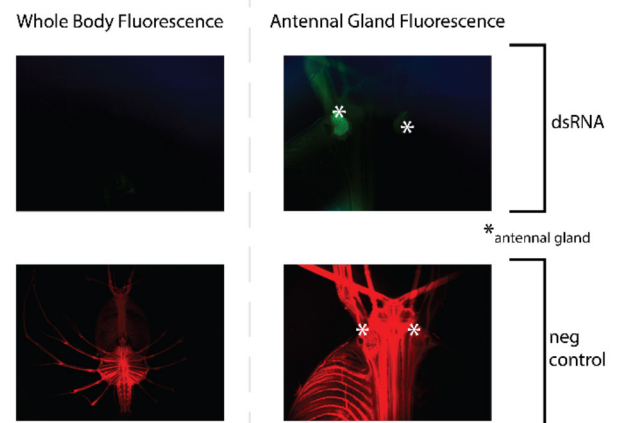 Whole Body Fluorescence
Antennal Gland Fluorescence
*
*
dsRNA
*antennal gland
*
*
neg
control